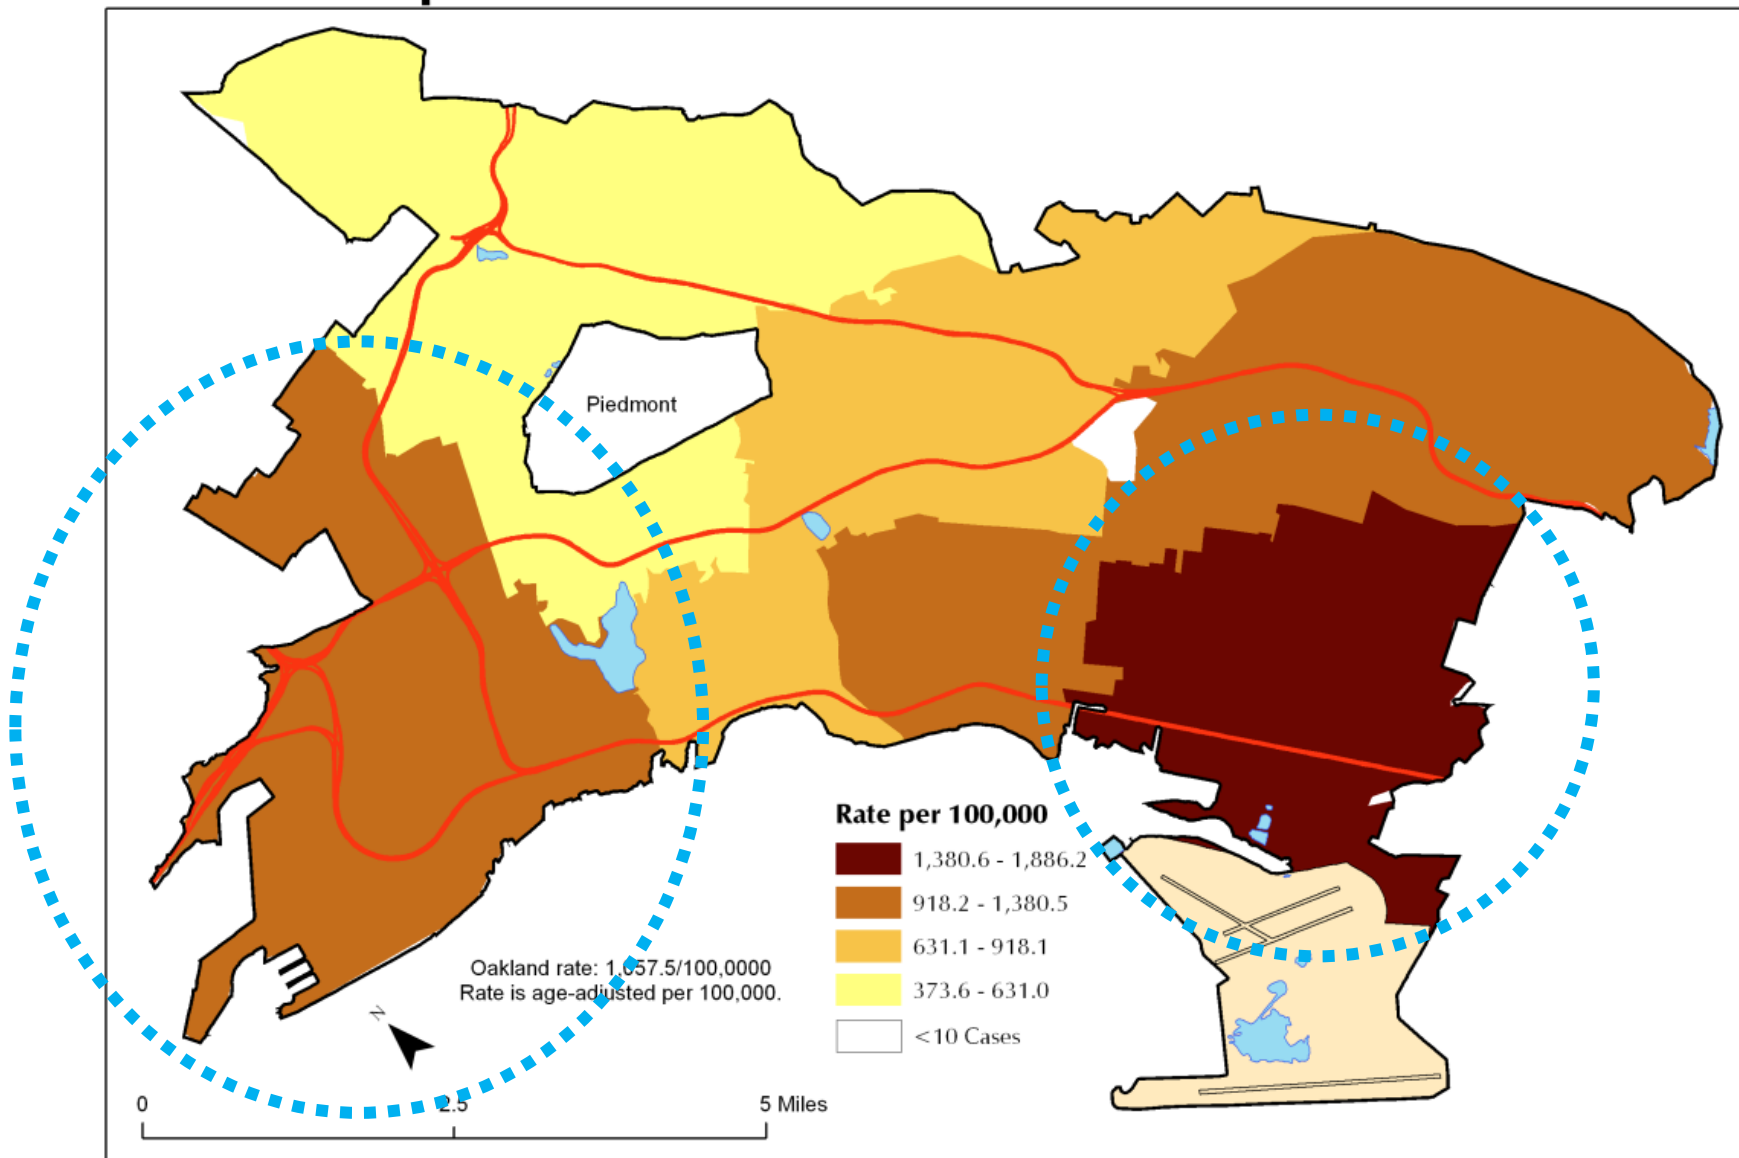 Piedmont
Rate per 100,000
1,380.6 - 1,886.2
918.2 - 1,380.5
631.1 - 918.1
373.6 - 631.0
<10 Cases
Oakland rate: 1,057.5/100,0000
Rate is age-adjusted per 100,000.
N
0 2.5 5 Miles